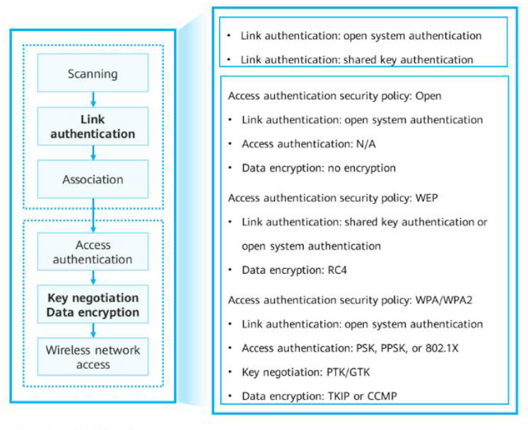 Scanning
Link
authentication
Association
Access
authentication
Key negotiation
Data encryption
Wireless network
access
• Link authentication: open system authentication
• Link authentication: shared key authentication
Access authentication security policy: Open
• Link authentication: open system authentication
• Access authentication: N/A
• Data encryption: no encryption
Access authentication security policy: WEP
• Link authentication: shared key authentication or
open system authentication
• Data encryption: RC4
Access authentication security policy: WPA/WPA2
• Link authentication: open system authentication
• Access authentication: PSK, PPSK, or 802.1X
• Key negotiation: PTK/GTK
• Data encryption: TKIP or CCMP